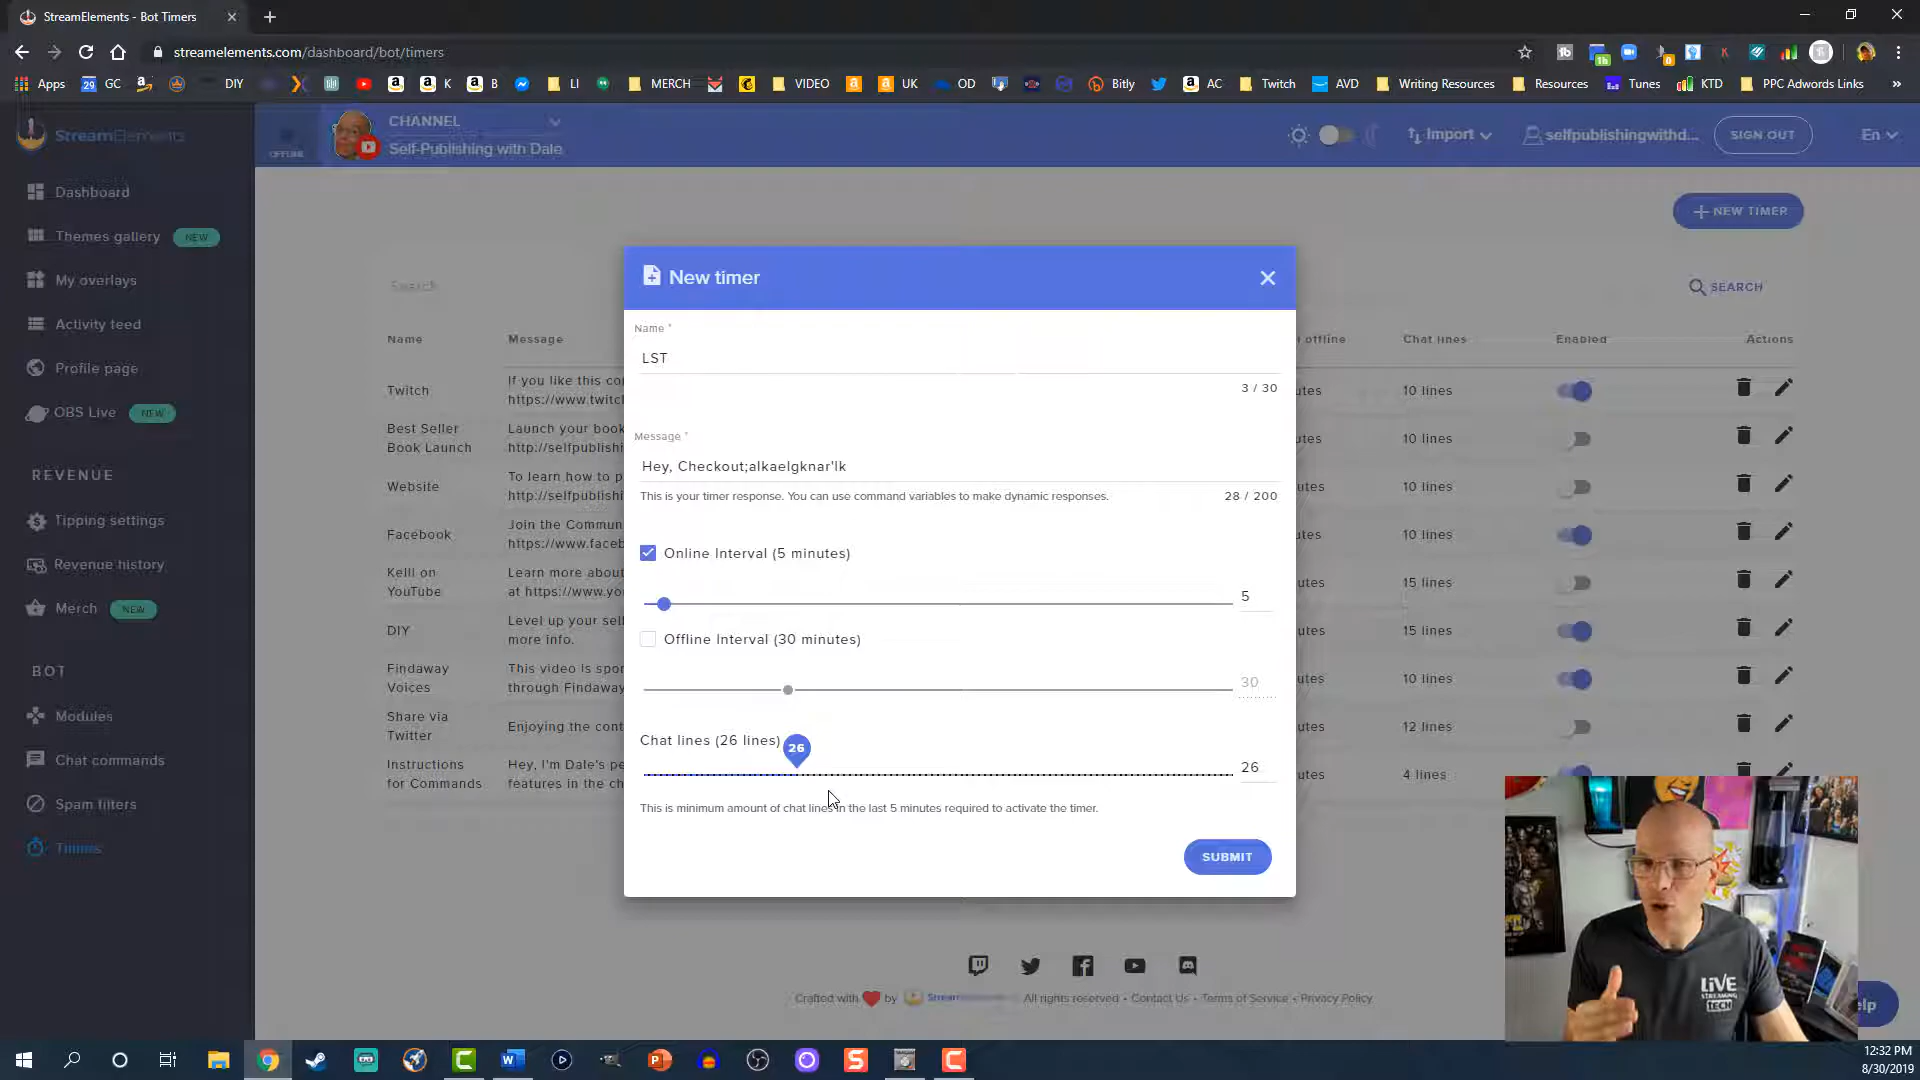 StreamElements - Bot Timers
streamelements.com/dashboard/bot/timers
Apps
GC
DIY
K
B
LI
MERCH
VIDEO
UK
OD
Bitly
AC
Twitch
AVD
Writing Resources
Resources
Tunes
KTD
PPC Adwords Links
»
StreamElements
OFFLINE
CHANNEL
Self-Publishing with Dale
Import
selfpublishingwithd...
SIGN OUT
En
Dashboard
Themes gallery NEW
My overlays
Activity feed
Profile page
OBS Live NEW
REVENUE
Tipping settings
Revenue history
Merch NEW
BOT
Modules
Chat commands
Spam filters
Timers
NEW TIMER
Search
SEARCH
Name Message offline Chat lines Enabled Actions
Twitch
If you like this co
https://www.twitc
utes 10 lines
Best Seller
Book Launch
Launch your book
http://selfpublishi
utes 10 lines
Website
To learn how to p
http://selfpublishi
utes 10 lines
Facebook
Join the Commun
https://www.faceb
utes 10 lines
Kelli on
YouTube
Learn more about
at https://www.yo
utes 15 lines
DIY
Level up your self
more info.
utes 15 lines
Findaway
Voices
This video is spor
through Findaway
utes 10 lines
Share via
Twitter
Enjoying the cont
utes 12 lines
Instructions
for Commands
Hey, I'm Dale's pe
features in the ch
utes 4 lines
New timer
Name *
LST
3 / 30
Message *
Hey, Checkout;alkaelgknar'lk
This is your timer response. You can use command variables to make dynamic responses. 28 / 200
Online Interval (5 minutes)
5
Offline Interval (30 minutes)
30
Chat lines (26 lines)
26
26
This is minimum amount of chat lines in the last 5 minutes required to activate the timer.
SUBMIT
Crafted with by All rights reserved • Contact Us • Terms of Service • Privacy Policy
LIVE
STREAMING
TECH
lp
12:32 PM
8/30/2019